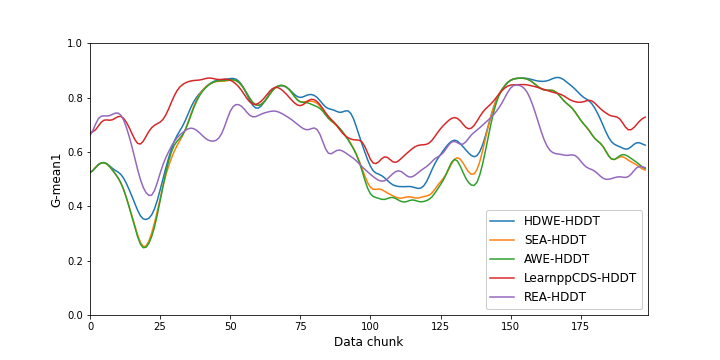 1.0
0.8
0.6
0.4
0.2
0.0
G-mean1
0
25
50
75
100
125
150
175
Data chunk
HDWE-HDDT
SEA-HDDT
AWE-HDDT
LearnppCDS-HDDT
REA-HDDT